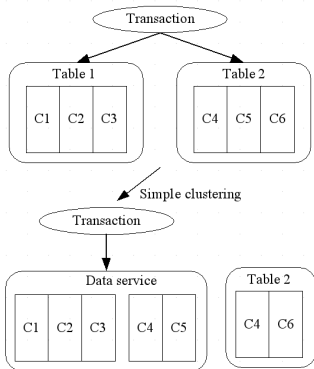 Transaction
Table 1 Table 2
C1 C2 C3 C4 C5 C6
Simple clustering
Transaction
Data service Table 2
C1 C2 C3 C4 C5 C4 C6